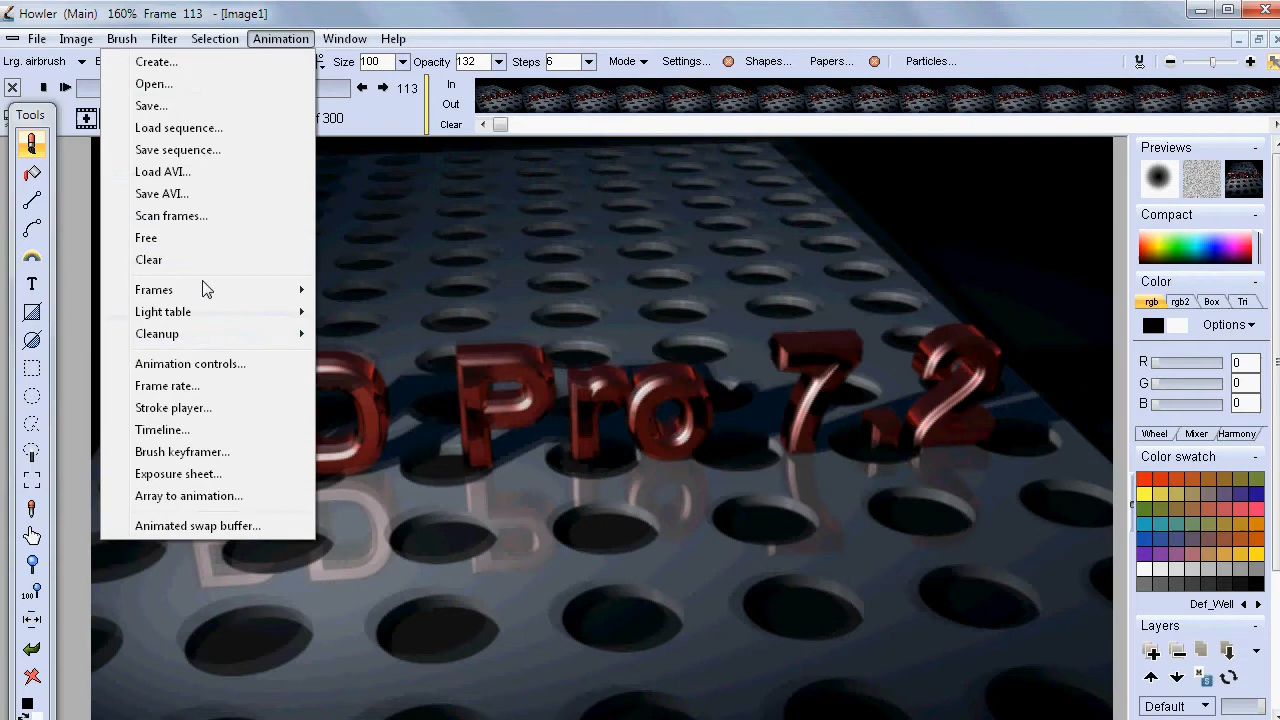 Howler (Main) 160% Frame 113 - [Image1]
File Image Brush Filter Selection Animation Window Help
Lrg. airbrush Size 100 Opacity 132 Steps 6 Mode Settings... Shapes... Papers... Particles...
113 In
Out
of 300 Clear
Tools
Create...
Open...
Save...
Load sequence...
Save sequence...
Load AVI...
Save AVI...
Scan frames...
Free
Clear
Frames
Light table
Cleanup
Animation controls...
Frame rate...
Stroke player...
Timeline...
Brush keyframer...
Exposure sheet...
Array to animation...
Animated swap buffer...
T
100
D Pro 7.2
Previews
Compact
Color
rgb rgb2 Box Tri
Options
R 0
G 0
B 0
Wheel Mixer Harmony
Color swatch
Def_Well
Layers
M S
Default